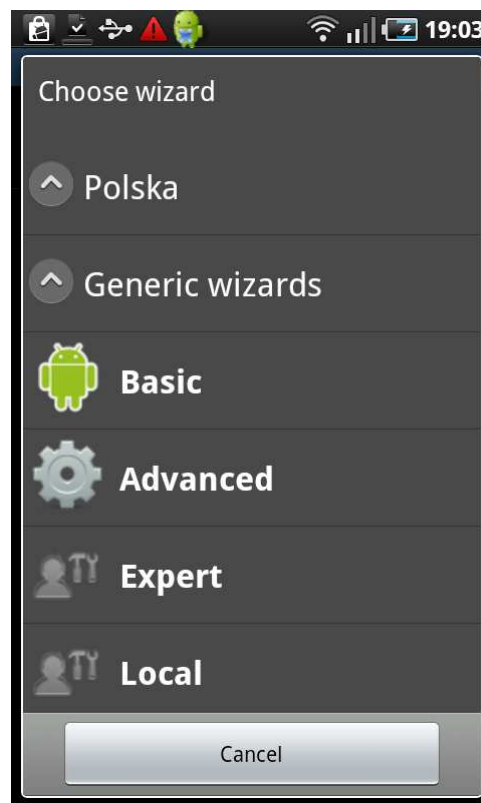 19:03
Choose wizard
Polska
Generic wizards
Basic
Advanced
Expert
Local
Cancel